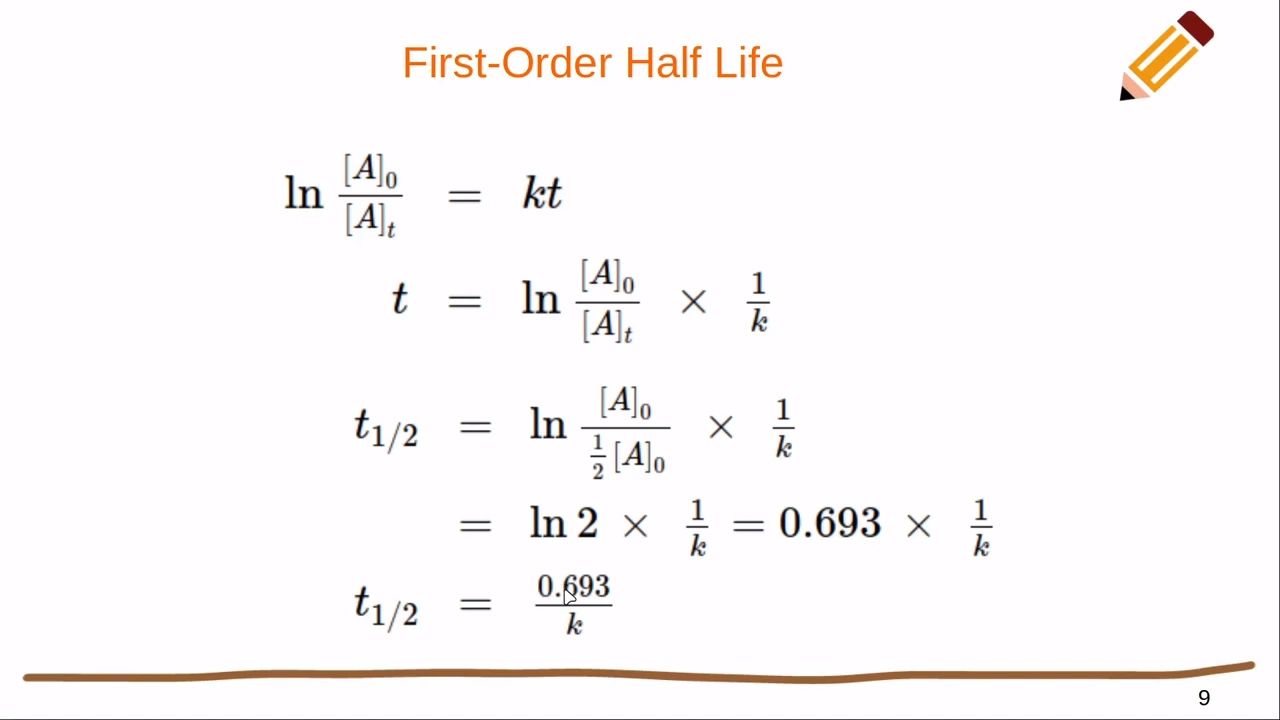 First-Order Half Life
ln [A]₀/[A]ₜ = kt
t = ln [A]₀/[A]ₜ × 1/k
t₁/₂ = ln [A]₀/(1/2 [A]₀) × 1/k
= ln 2 × 1/k = 0.693 × 1/k
t₁/₂ = 0.693/k
9